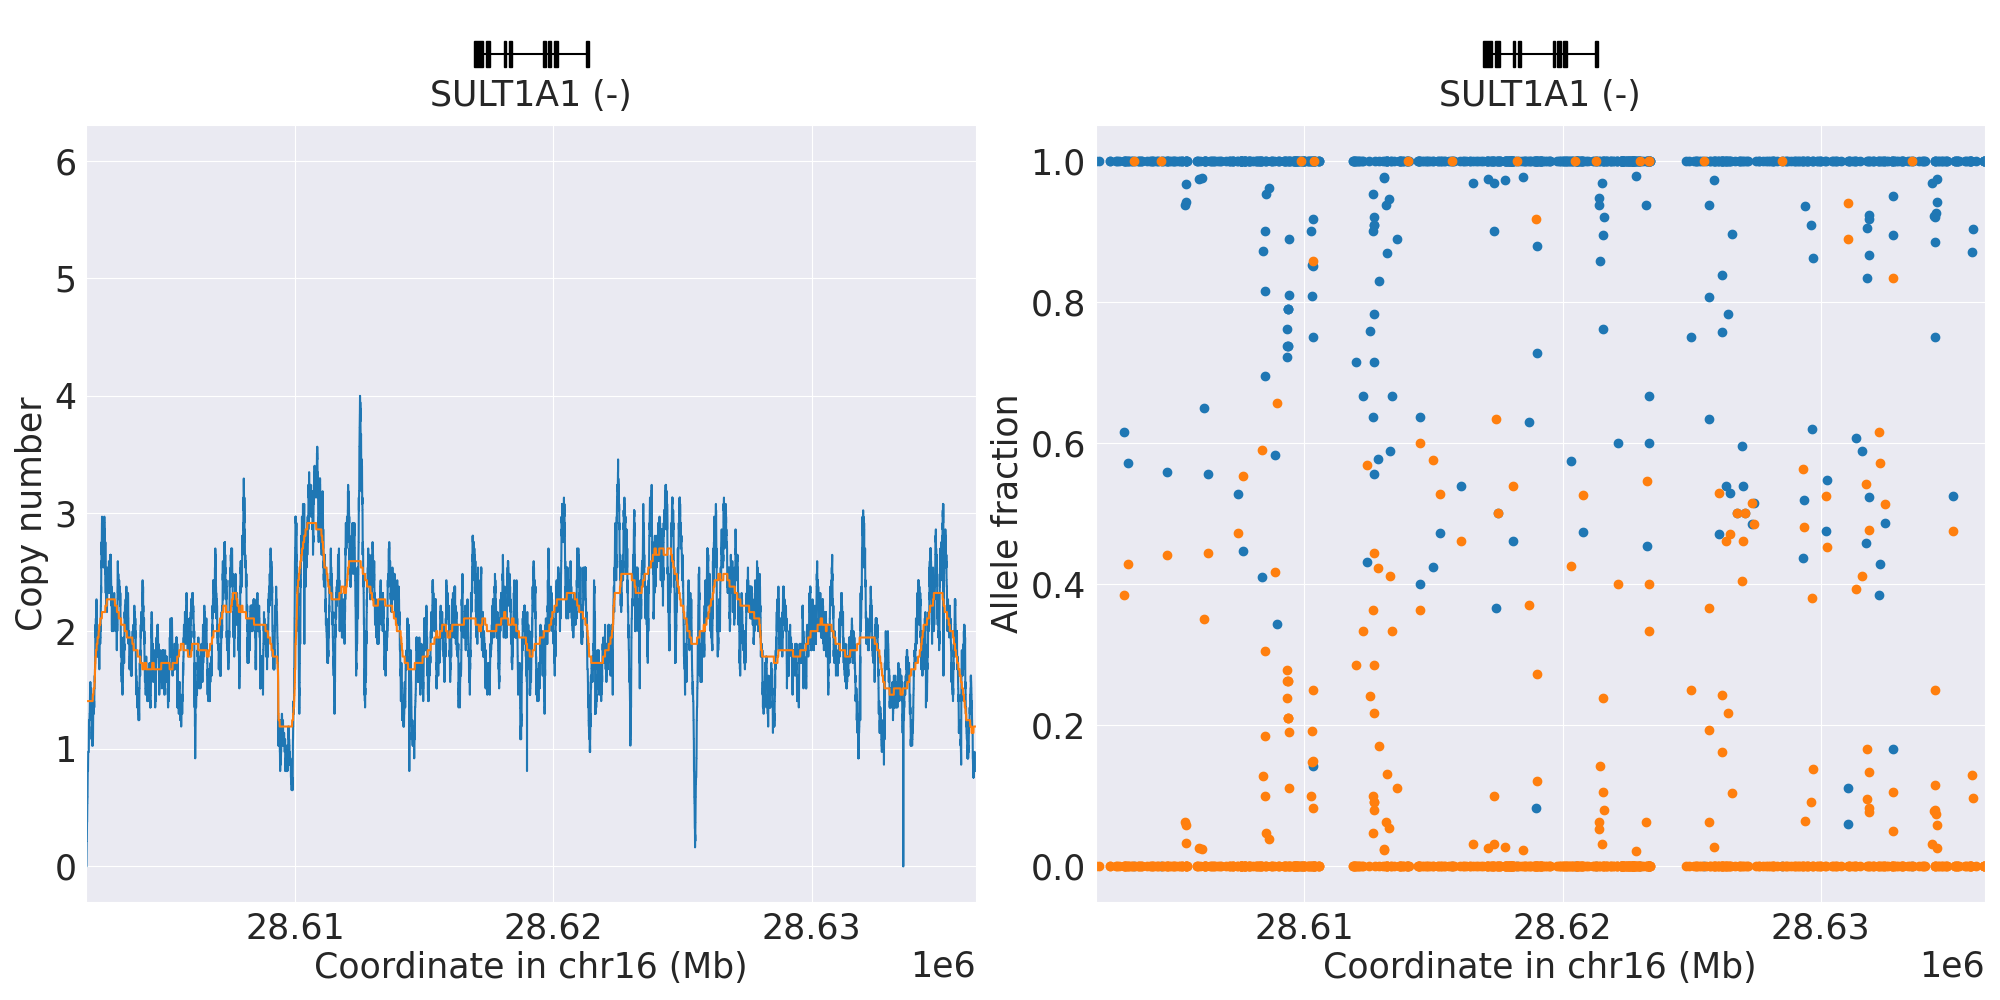 SULT1A1 (-)
6
5
4
3
2
1
0
Copy number
28.61
28.62
28.63
Coordinate in chr16 (Mb)
1e6
SULT1A1 (-)
1.0
0.8
0.6
0.4
0.2
0.0
Allele fraction
28.61
28.62
28.63
Coordinate in chr16 (Mb)
1e6